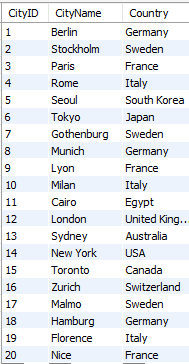 CityID CityName Country
1 Berlin Germany
2 Stockholm Sweden
3 Paris France
4 Rome Italy
5 Seoul South Korea
6 Tokyo Japan
7 Gothenburg Sweden
8 Munich Germany
9 Lyon France
10 Milan Italy
11 Cairo Egypt
12 London United King...
13 Sydney Australia
14 New York USA
15 Toronto Canada
16 Zurich Switzerland
17 Malmo Sweden
18 Hamburg Germany
19 Florence Italy
20 Nice France